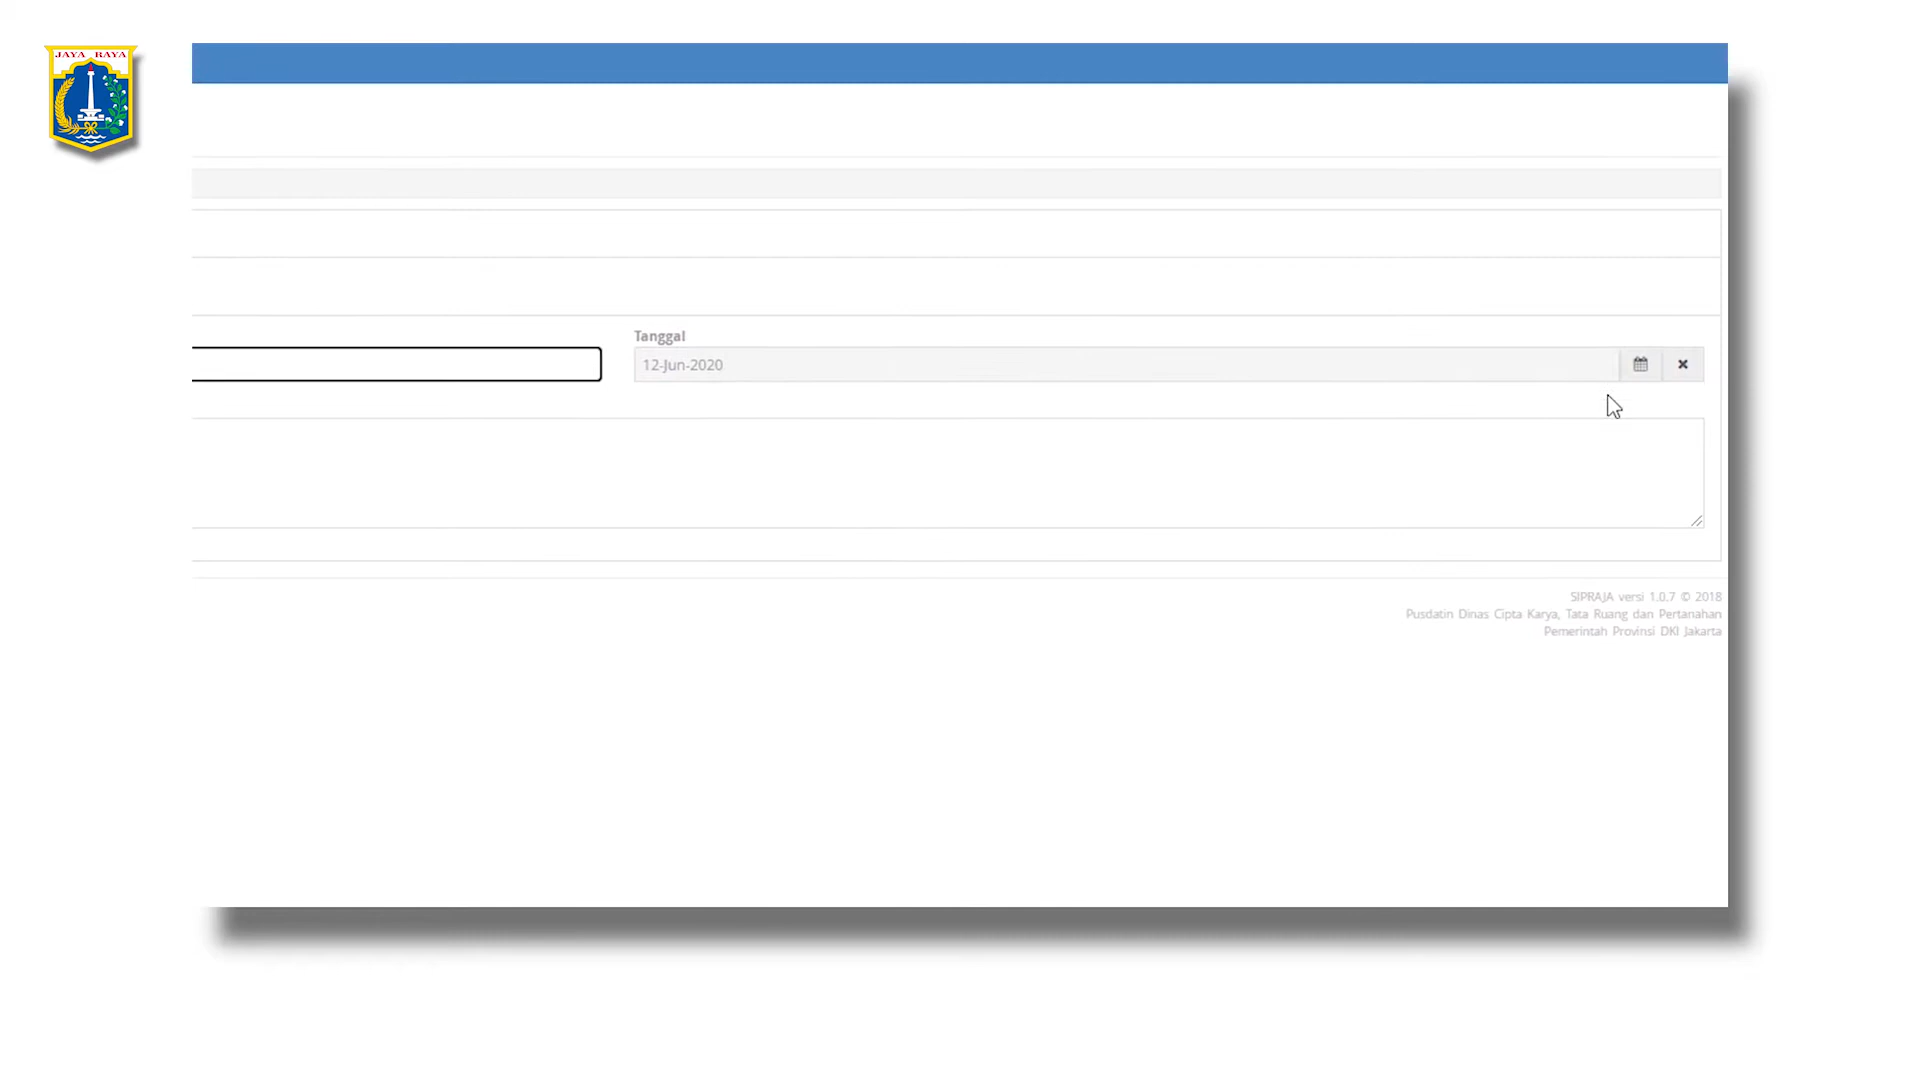 JAYA RAYA
Tanggal
12-Jun-2020
SIPRAJA versi 1.0.7 © 2018
Pusdatin Dinas Cipta Karya, Tata Ruang dan Pertanahan
Pemerintah Provinsi DKI Jakarta